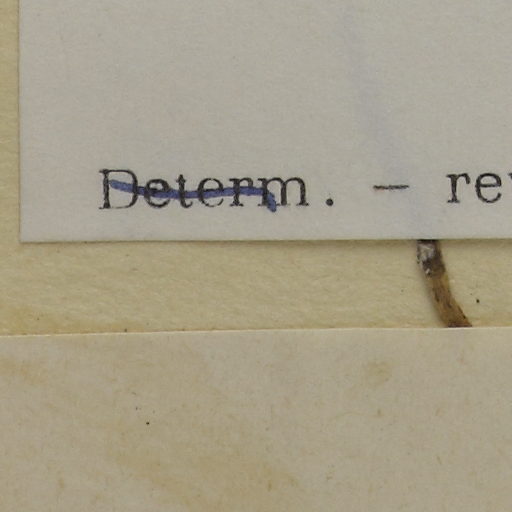 Determ. — re